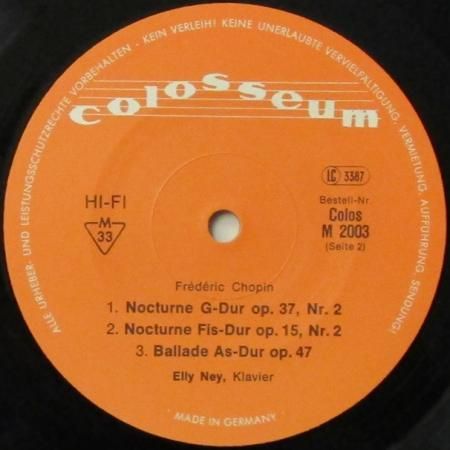 ALLE URHEBER- UND LEISTUNGSSCHUTZRECHTE VORBEHALTEN - KEIN VERLEIH! KEINE UNERLAUBTE VERVIELFÄLTIGUNG, VERMIETUNG, AUFFÜHRUNG, SENDUNG!
colosseum
LC 3387
HI-FI
M
33
Bestell-Nr.
Colos
M 2003
(Seite 2)
Frédéric Chopin
1. Nocturne G-Dur op. 37, Nr. 2
2. Nocturne Fis-Dur op. 15, Nr. 2
3. Ballade As-Dur op. 47
Elly Ney, Klavier
· MADE IN GERMANY ·